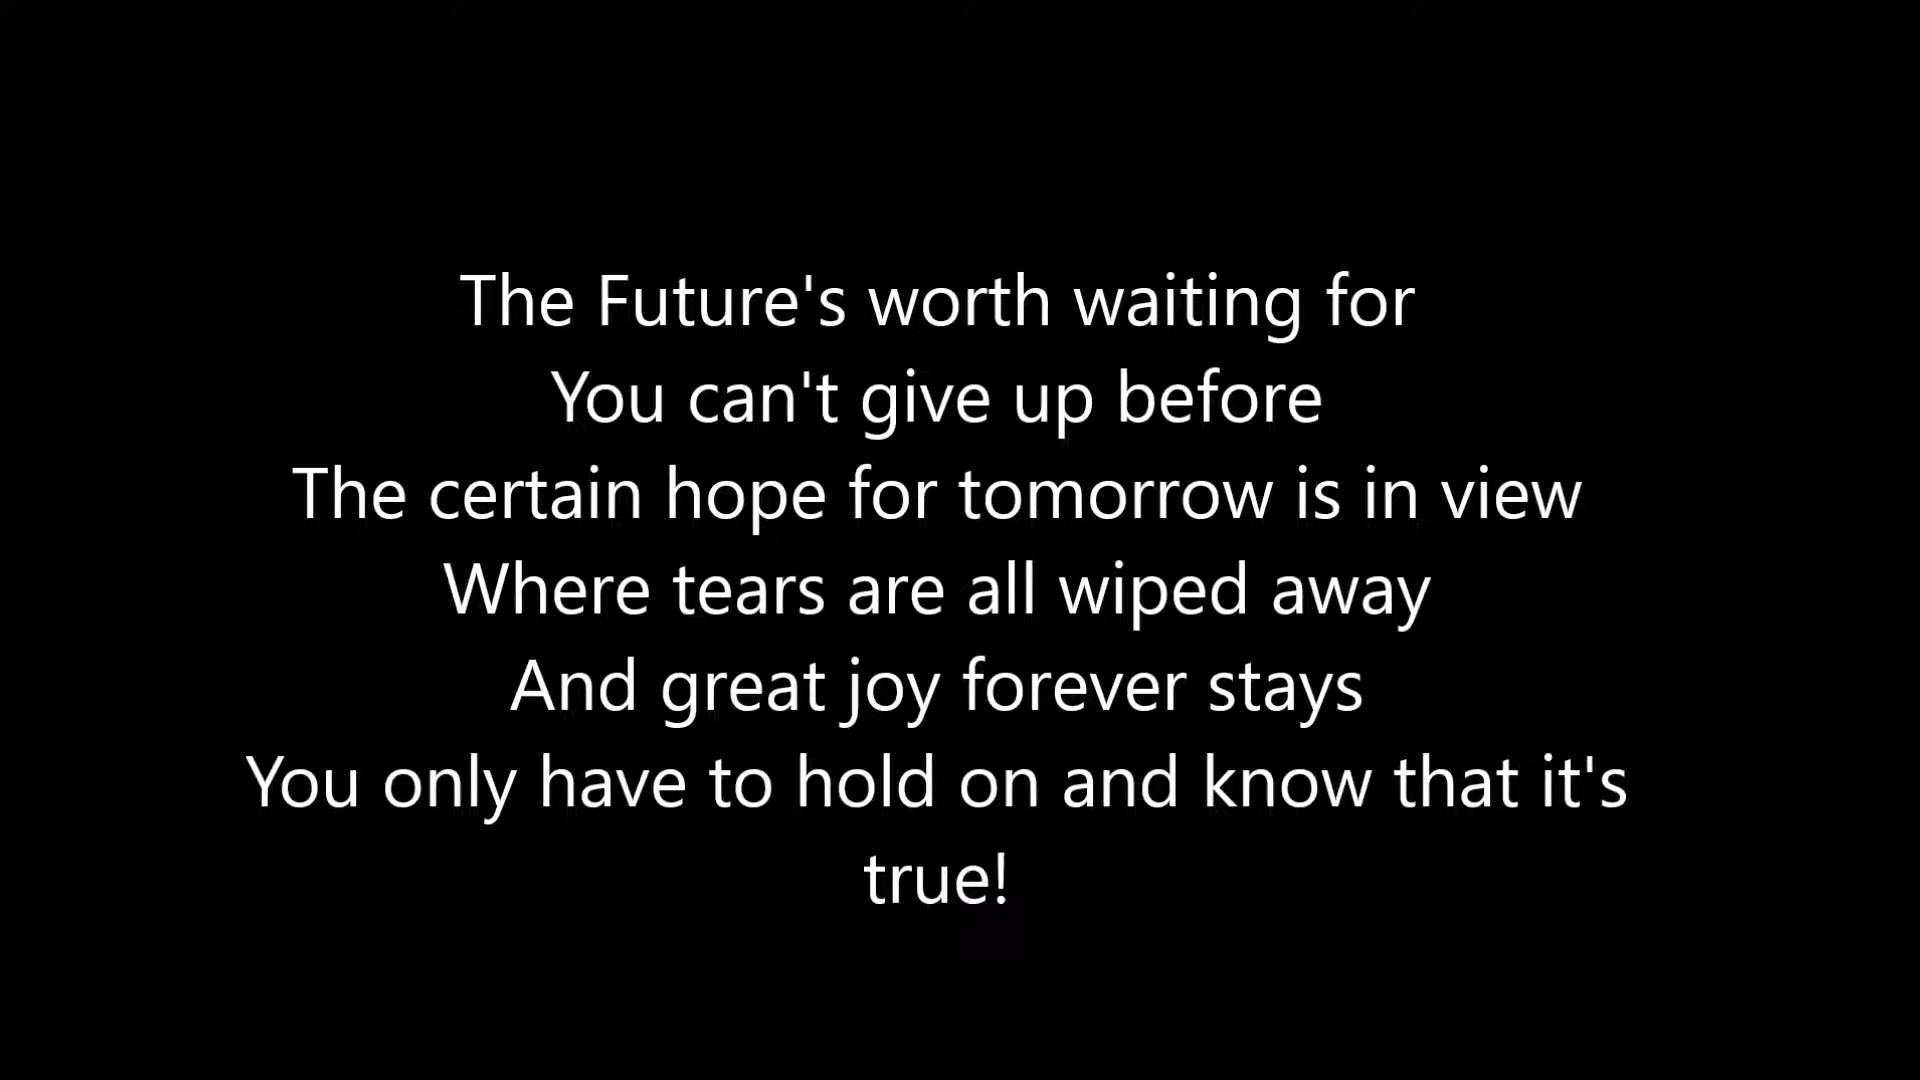 The Future's worth waiting for
You can't give up before
The certain hope for tomorrow is in view
Where tears are all wiped away
And great joy forever stays
You only have to hold on and know that it's
true!